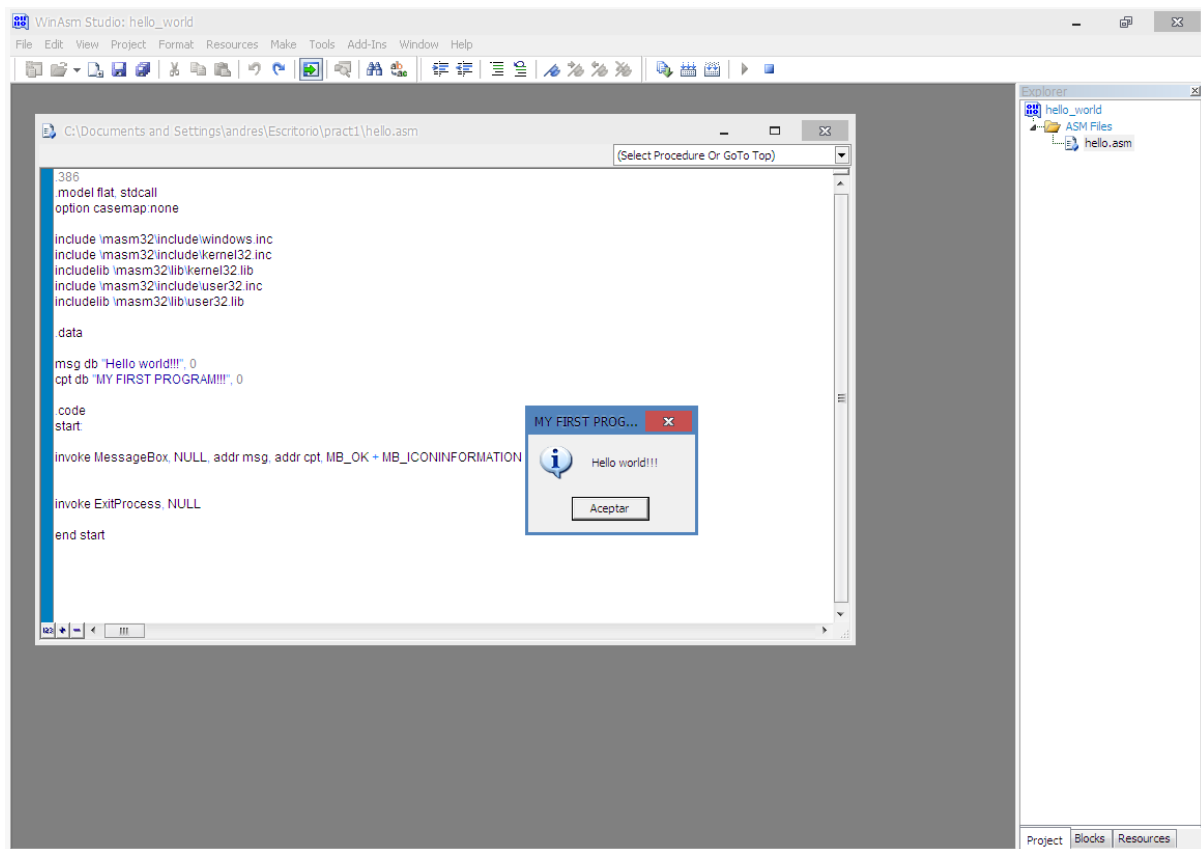 WinAsm Studio: hello_world
File Edit View Project Format Resources Make Tools Add-Ins Window Help
C:\Documents and Settings\andres\Escritorio\pract1\hello.asm
(Select Procedure Or GoTo Top)
.386
.model flat, stdcall
option casemap:none
include \masm32\include\windows.inc
include \masm32\include\kernel32.inc
includelib \masm32\lib\kernel32.lib
include \masm32\include\user32.inc
includelib \masm32\lib\user32.lib
.data
msg db "Hello world!!!", 0
cpt db "MY FIRST PROGRAM!!!", 0
.code
start:
invoke MessageBox, NULL, addr msg, addr cpt, MB_OK + MB_ICONINFORMATION
invoke ExitProcess, NULL
end start
MY FIRST PROG...
Hello world!!!
Aceptar
Explorer
hello_world
ASM Files
hello.asm
Project Blocks Resources